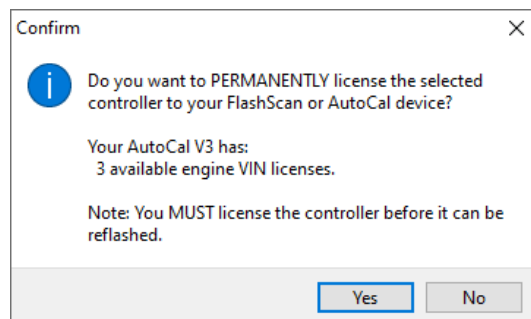 Confirm
Do you want to PERMANENTLY license the selected
controller to your FlashScan or AutoCal device?
Your AutoCal V3 has:
3 available engine VIN licenses.
Note: You MUST license the controller before it can be
reflashed.
Yes No